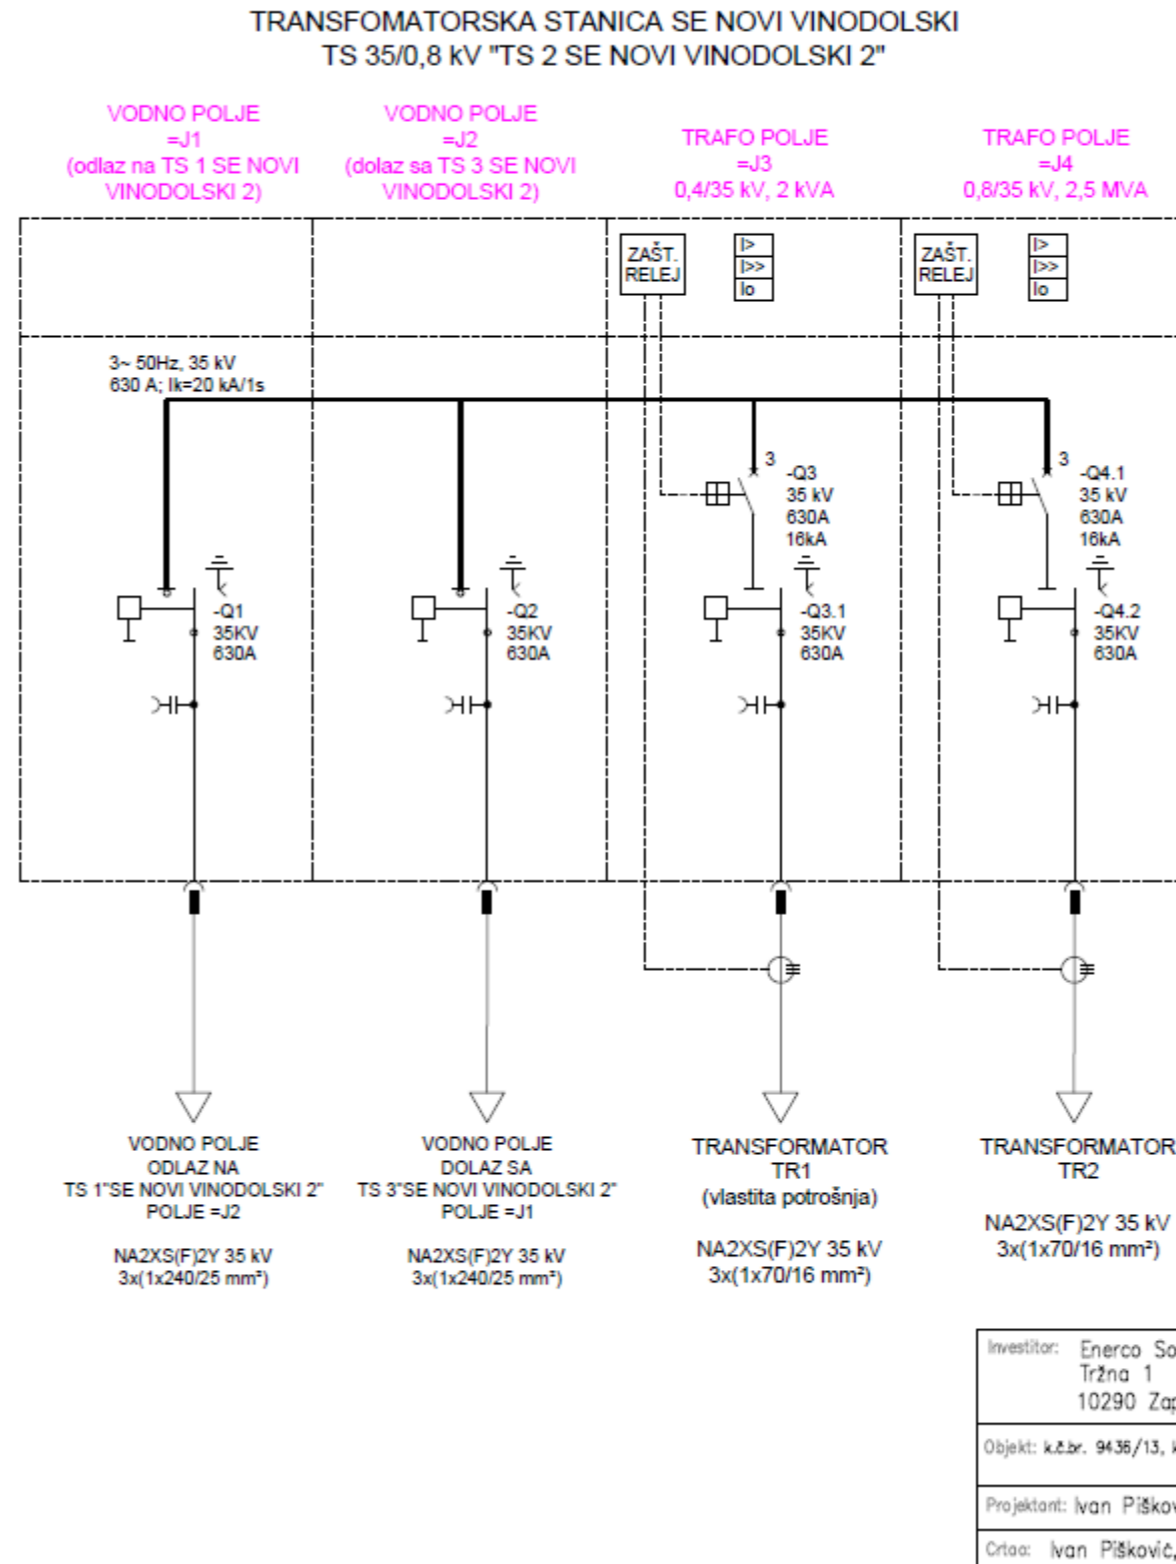 TRANSFOMATORSKA STANICA SE NOVI VINODOLSKI
TS 35/0,8 kV "TS 2 SE NOVI VINODOLSKI 2"
VODNO POLJE
=J1
(odlaz na TS 1 SE NOVI
VINODOLSKI 2)
VODNO POLJE
=J2
(dolaz sa TS 3 SE NOVI
VINODOLSKI 2)
TRAFO POLJE
=J3
0,4/35 kV, 2 kVA
TRAFO POLJE
=J4
0,8/35 kV, 2,5 MVA
ZAŠT.
RELEJ
I>
I>>
Io
ZAŠT.
RELEJ
I>
I>>
Io
3~ 50Hz, 35 kV
630 A; Ik=20 kA/1s
3
-Q3
35 kV
630A
16kA
3
-Q4.1
35 kV
630A
16kA
-Q1
35KV
630A
-Q2
35KV
630A
-Q3.1
35KV
630A
-Q4.2
35KV
630A
VODNO POLJE
ODLAZ NA
TS 1"SE NOVI VINODOLSKI 2"
POLJE =J2
NA2XS(F)2Y 35 kV
3x(1x240/25 mm²)
VODNO POLJE
DOLAZ SA
TS 3"SE NOVI VINODOLSKI 2"
POLJE =J1
NA2XS(F)2Y 35 kV
3x(1x240/25 mm²)
TRANSFORMATOR
TR1
(vlastita potrošnja)
NA2XS(F)2Y 35 kV
3x(1x70/16 mm²)
TRANSFORMATOR
TR2
NA2XS(F)2Y 35 kV
3x(1x70/16 mm²)
Investitor: Enerco So
Tržna 1
10290 Zap
Objekt: k.č.br. 9436/13,
Projektant: Ivan Piškov
Crtao: Ivan Pišković,